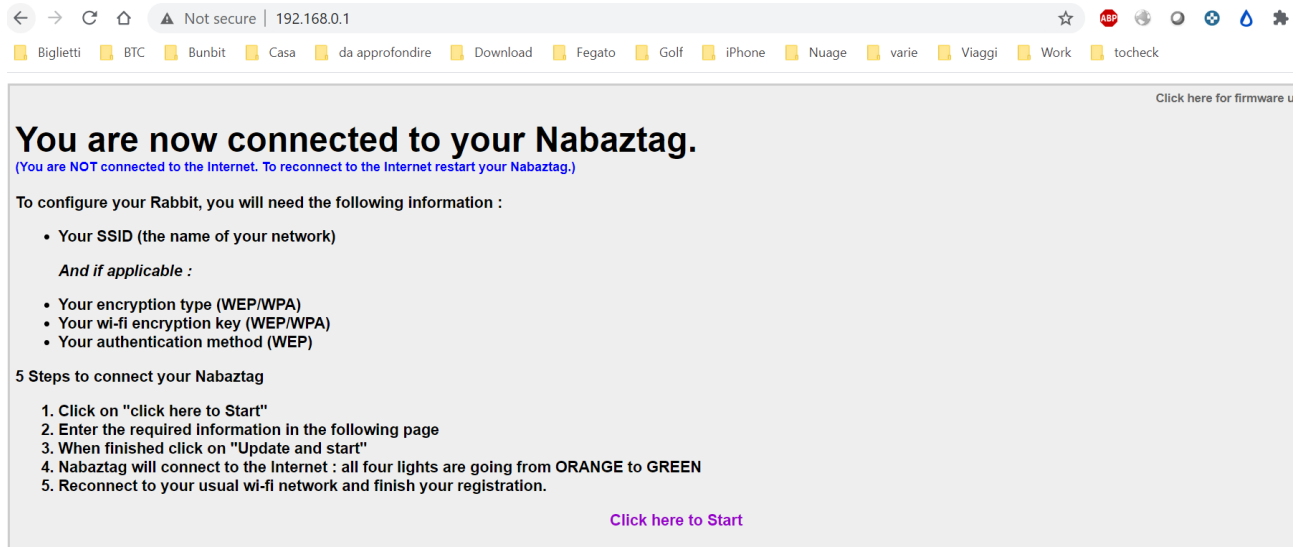 Not secure 192.168.0.1
ABP
Biglietti BTC Bunbit Casa da approfondire Download Fegato Golf iPhone Nuage varie Viaggi Work tocheck
Click here for firmware u
You are now connected to your Nabaztag.
(You are NOT connected to the Internet. To reconnect to the Internet restart your Nabaztag.)
To configure your Rabbit, you will need the following information :
• Your SSID (the name of your network)
And if applicable :
• Your encryption type (WEP/WPA)
• Your wi-fi encryption key (WEP/WPA)
• Your authentication method (WEP)
5 Steps to connect your Nabaztag
1. Click on "click here to Start"
2. Enter the required information in the following page
3. When finished click on "Update and start"
4. Nabaztag will connect to the Internet : all four lights are going from ORANGE to GREEN
5. Reconnect to your usual wi-fi network and finish your registration.
Click here to Start